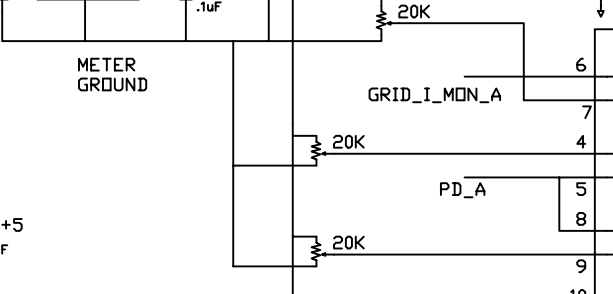 .1uF
20K
METER
GROUND
6
GRID_I_MON_A
7
20K
4
PD_A
5
+5
8
F
20K
9